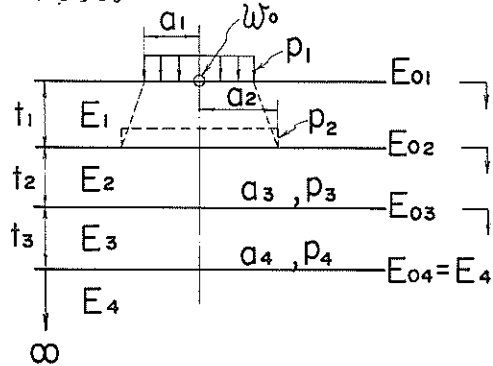 a₁ w₀
p₁
E₀₁
t₁ E₁ a₂
p₂
E₀₂
t₂ E₂ a₃ , p₃
E₀₃
t₃ E₃ a₄ , p₄
E₀₄=E₄
E₄
∞